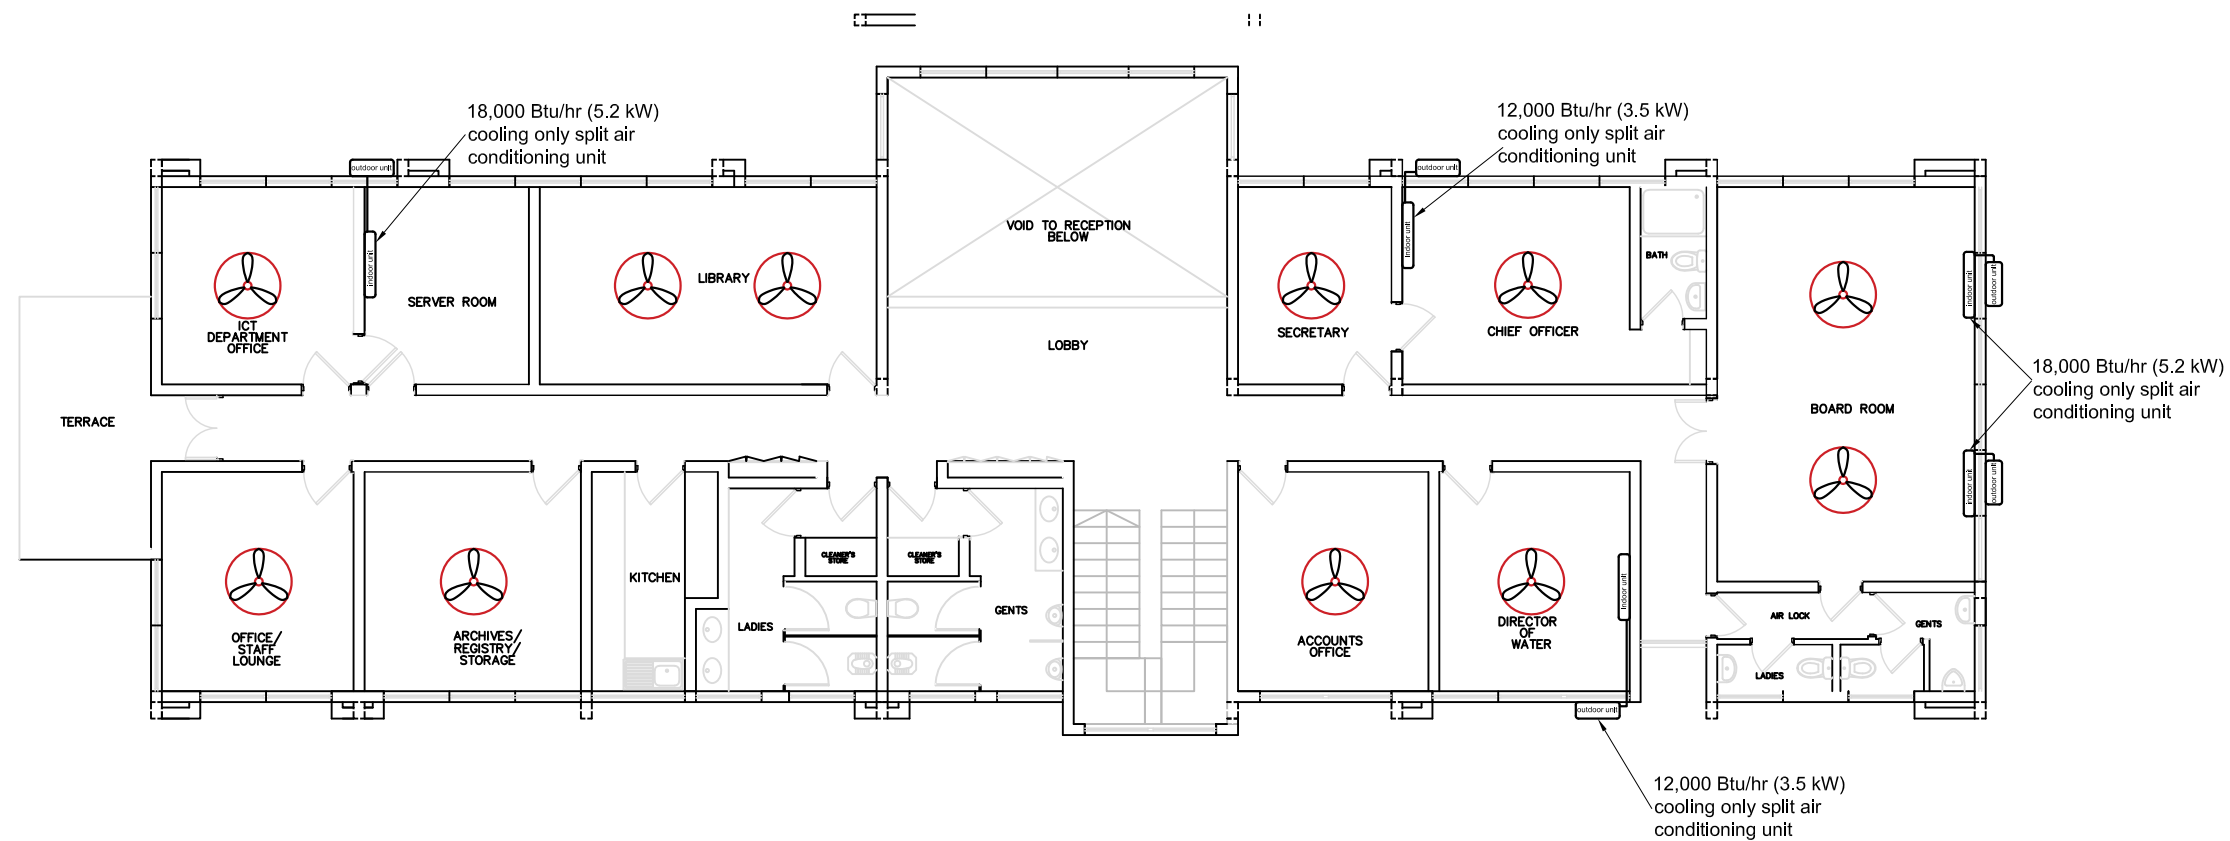 18,000 Btu/hr (5.2 kW)
cooling only split air
conditioning unit
12,000 Btu/hr (3.5 kW)
cooling only split air
conditioning unit
outdoor unit
outdoor unit
indoor unit
indoor unit
VOID TO RECEPTION
BELOW
BATH
LIBRARY
SERVER ROOM
indoor unit
outdoor unit
ICT
DEPARTMENT
OFFICE
SECRETARY
CHIEF OFFICER
LOBBY
18,000 Btu/hr (5.2 kW)
cooling only split air
conditioning unit
TERRACE
BOARD ROOM
indoor unit
outdoor unit
CLEANER'S
STORE
CLEANER'S
STORE
KITCHEN
indoor unit
GENTS
LADIES
OFFICE/
STAFF
LOUNGE
ARCHIVES/
REGISTRY/
STORAGE
ACCOUNTS
OFFICE
DIRECTOR
OF
WATER
AIR LOCK
GENTS
LADIES
outdoor unit
12,000 Btu/hr (3.5 kW)
cooling only split air
conditioning unit